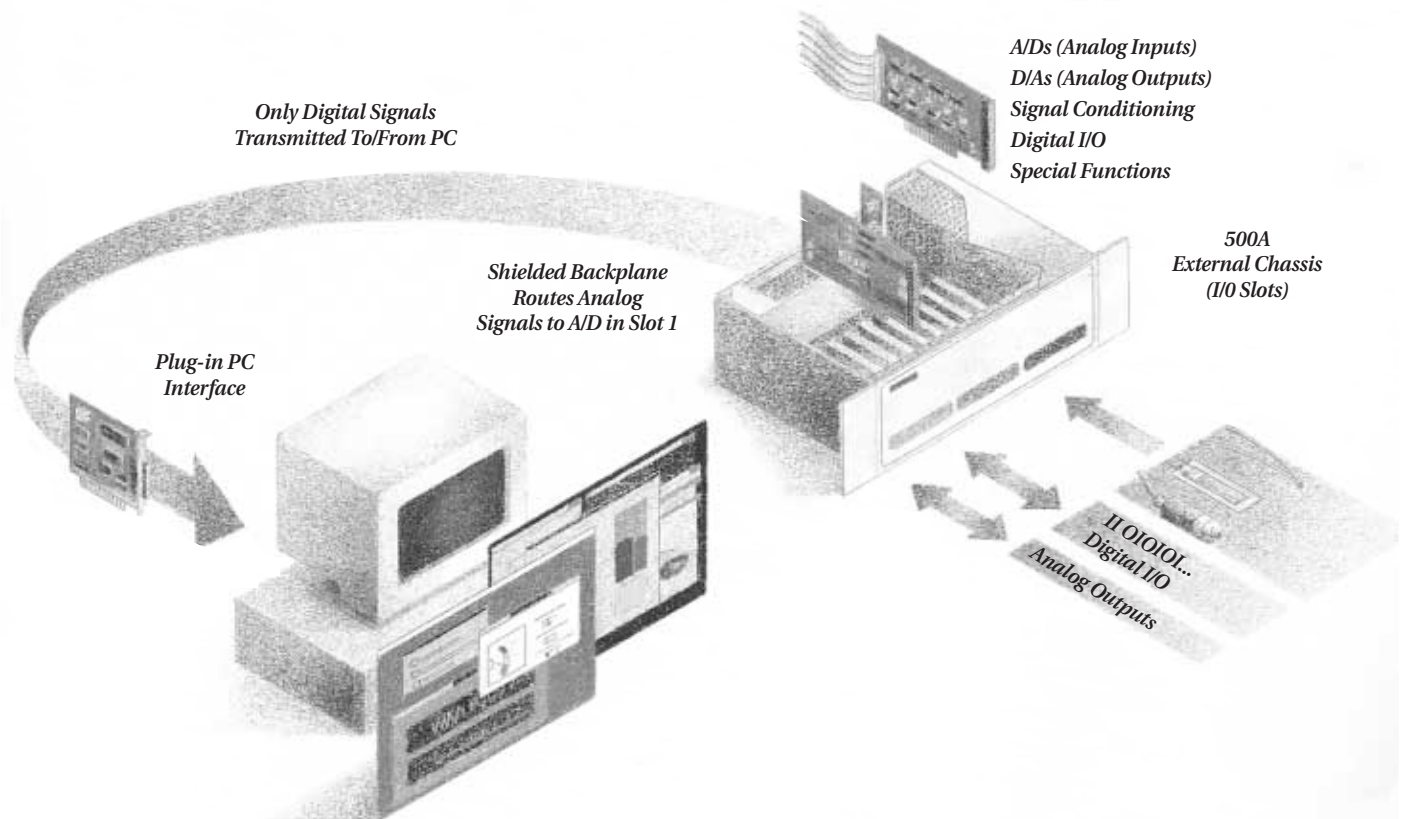 A/Ds (Analog Inputs)
D/As (Analog Outputs)
Signal Conditioning
Digital I/O
Special Functions
Only Digital Signals
Transmitted To/From PC
500A
External Chassis
(I/0 Slots)
Shielded Backplane
Routes Analog
Signals to A/D in Slot 1
Plug-in PC
Interface
II OIOIOI...
Digital I/O
Analog Outputs